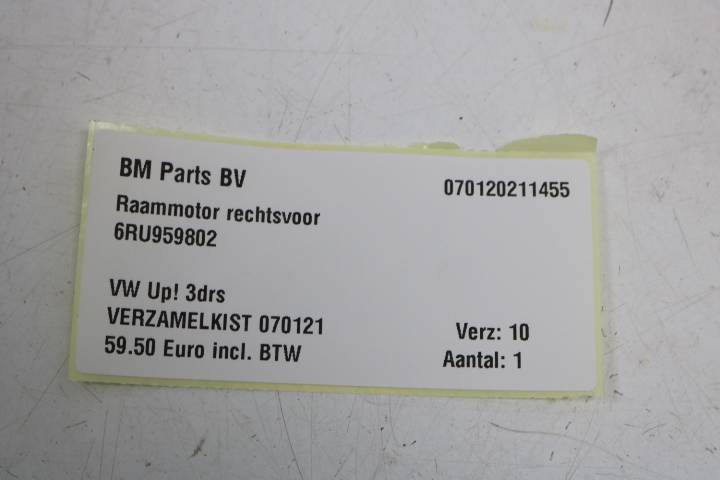 BM Parts BV
070120211455
Raammotor rechtsvoor
6RU959802
VW Up! 3drs
VERZAMELKIST 070121
Verz: 10
59.50 Euro incl. BTW
Aantal: 1